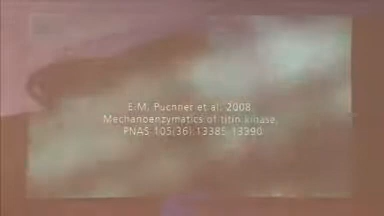 E.M. Puchner et al. 2008
Mechanoenzymatics of titin kinase,
PNAS 105(36) 13385-13390